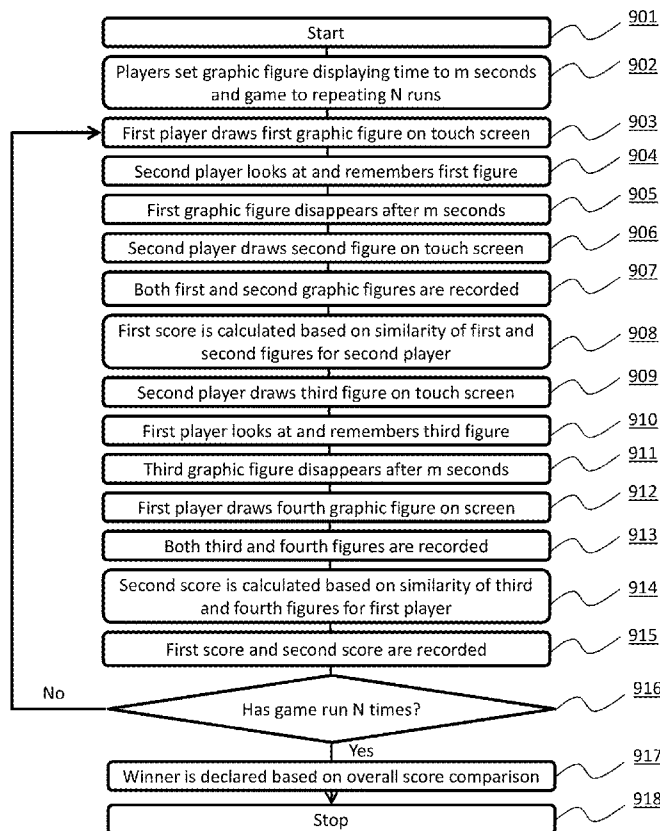 Start
901
Players set graphic figure displaying time to m seconds
and game to repeating N runs
902
First player draws first graphic figure on touch screen
903
Second player looks at and remembers first figure
904
First graphic figure disappears after m seconds
905
Second player draws second figure on touch screen
906
Both first and second graphic figures are recorded
907
First score is calculated based on similarity of first and
second figures for second player
908
Second player draws third figure on touch screen
909
First player looks at and remembers third figure
910
Third graphic figure disappears after m seconds
911
First player draws fourth graphic figure on screen
912
Both third and fourth figures are recorded
913
Second score is calculated based on similarity of third
and fourth figures for first player
914
First score and second score are recorded
915
No
Has game run N times?
916
Yes
Winner is declared based on overall score comparison
917
Stop
918